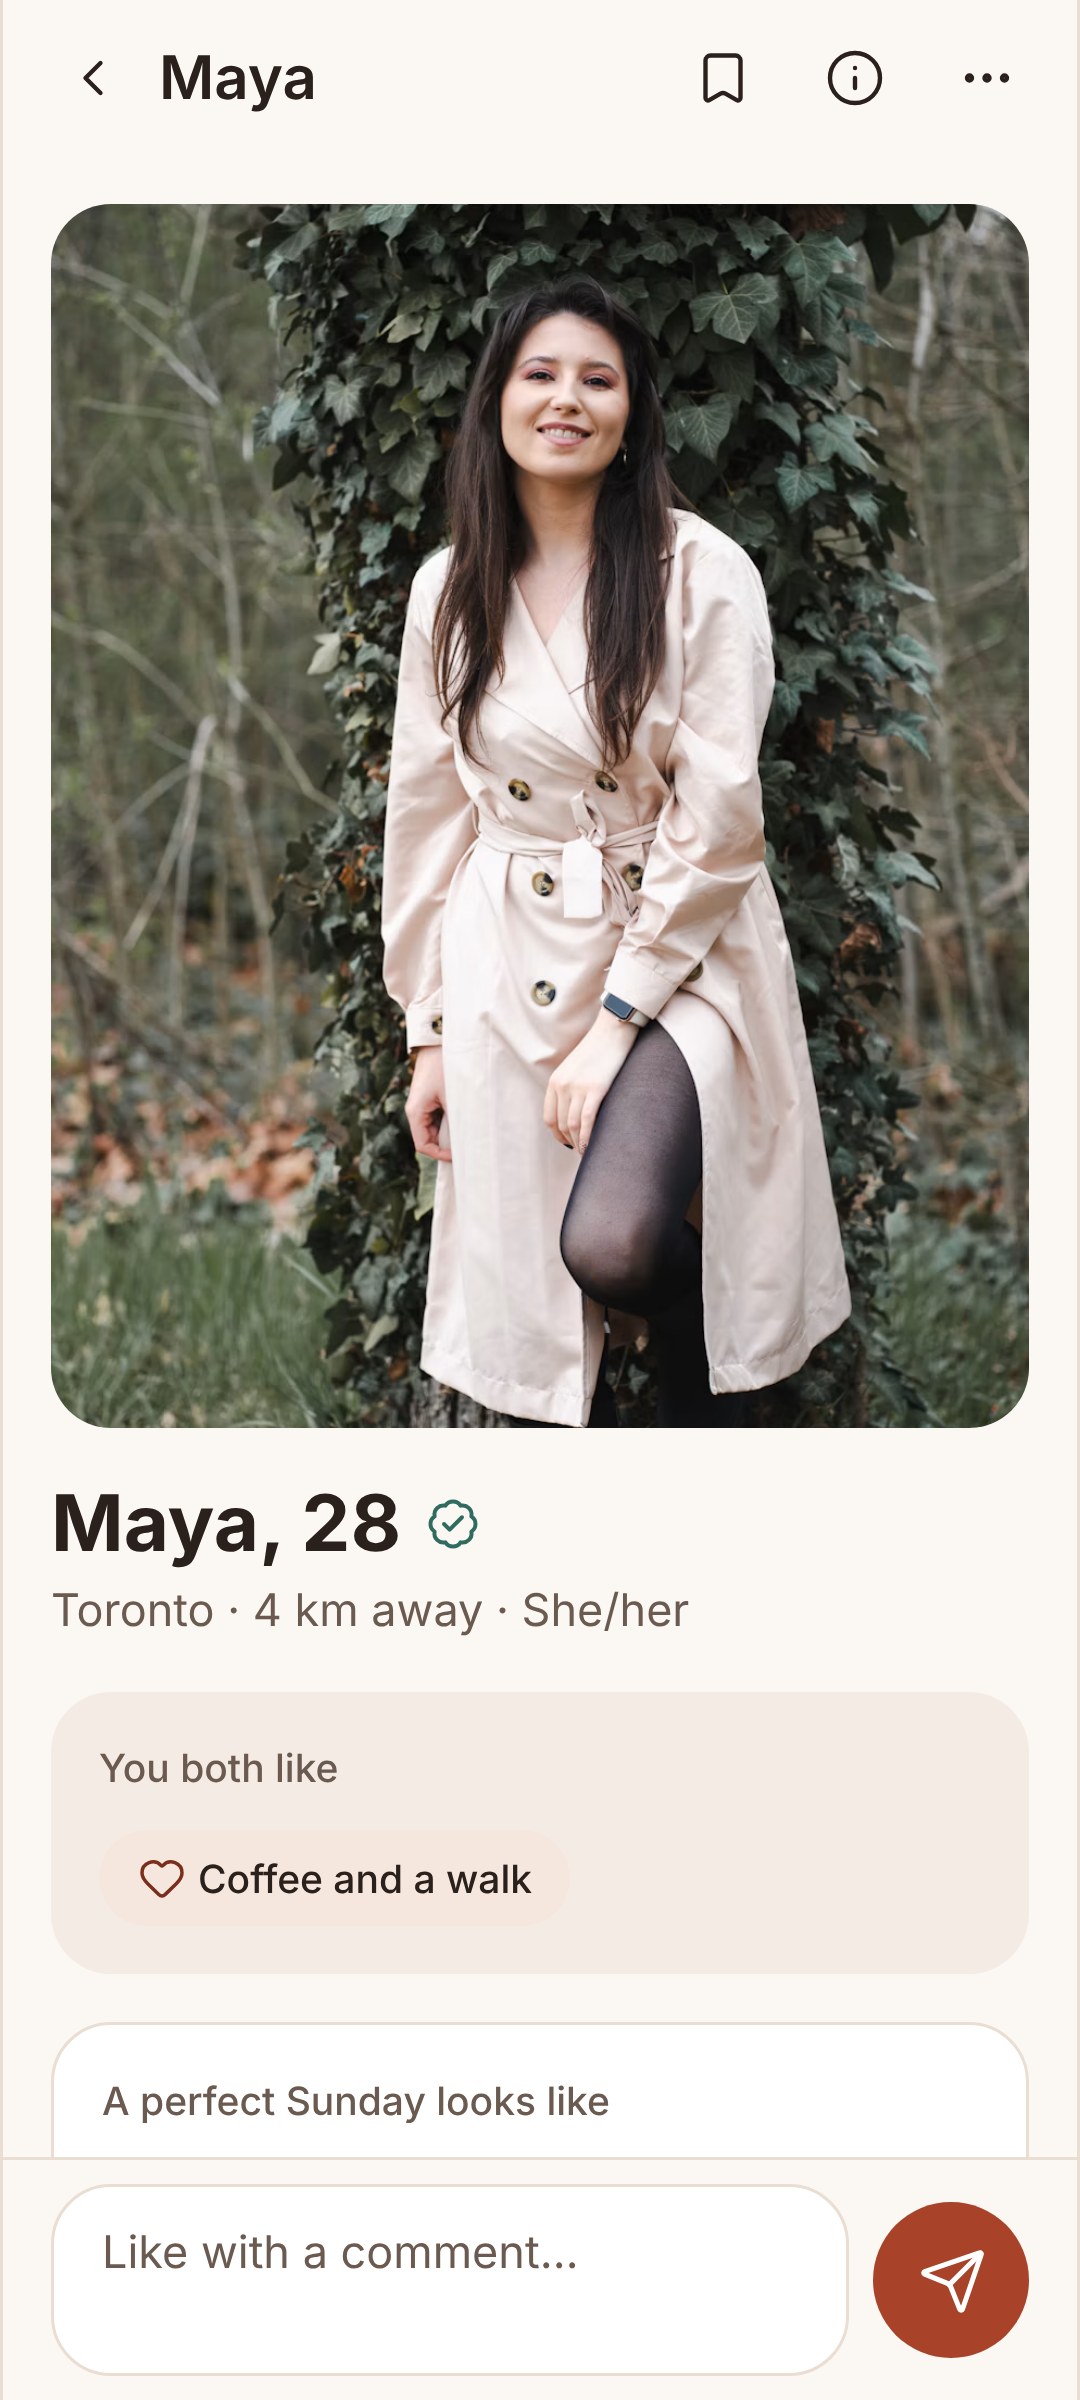 Maya
Maya, 28
Toronto · 4 km away · She/her
You both like
Coffee and a walk
A perfect Sunday looks like
Like with a comment...